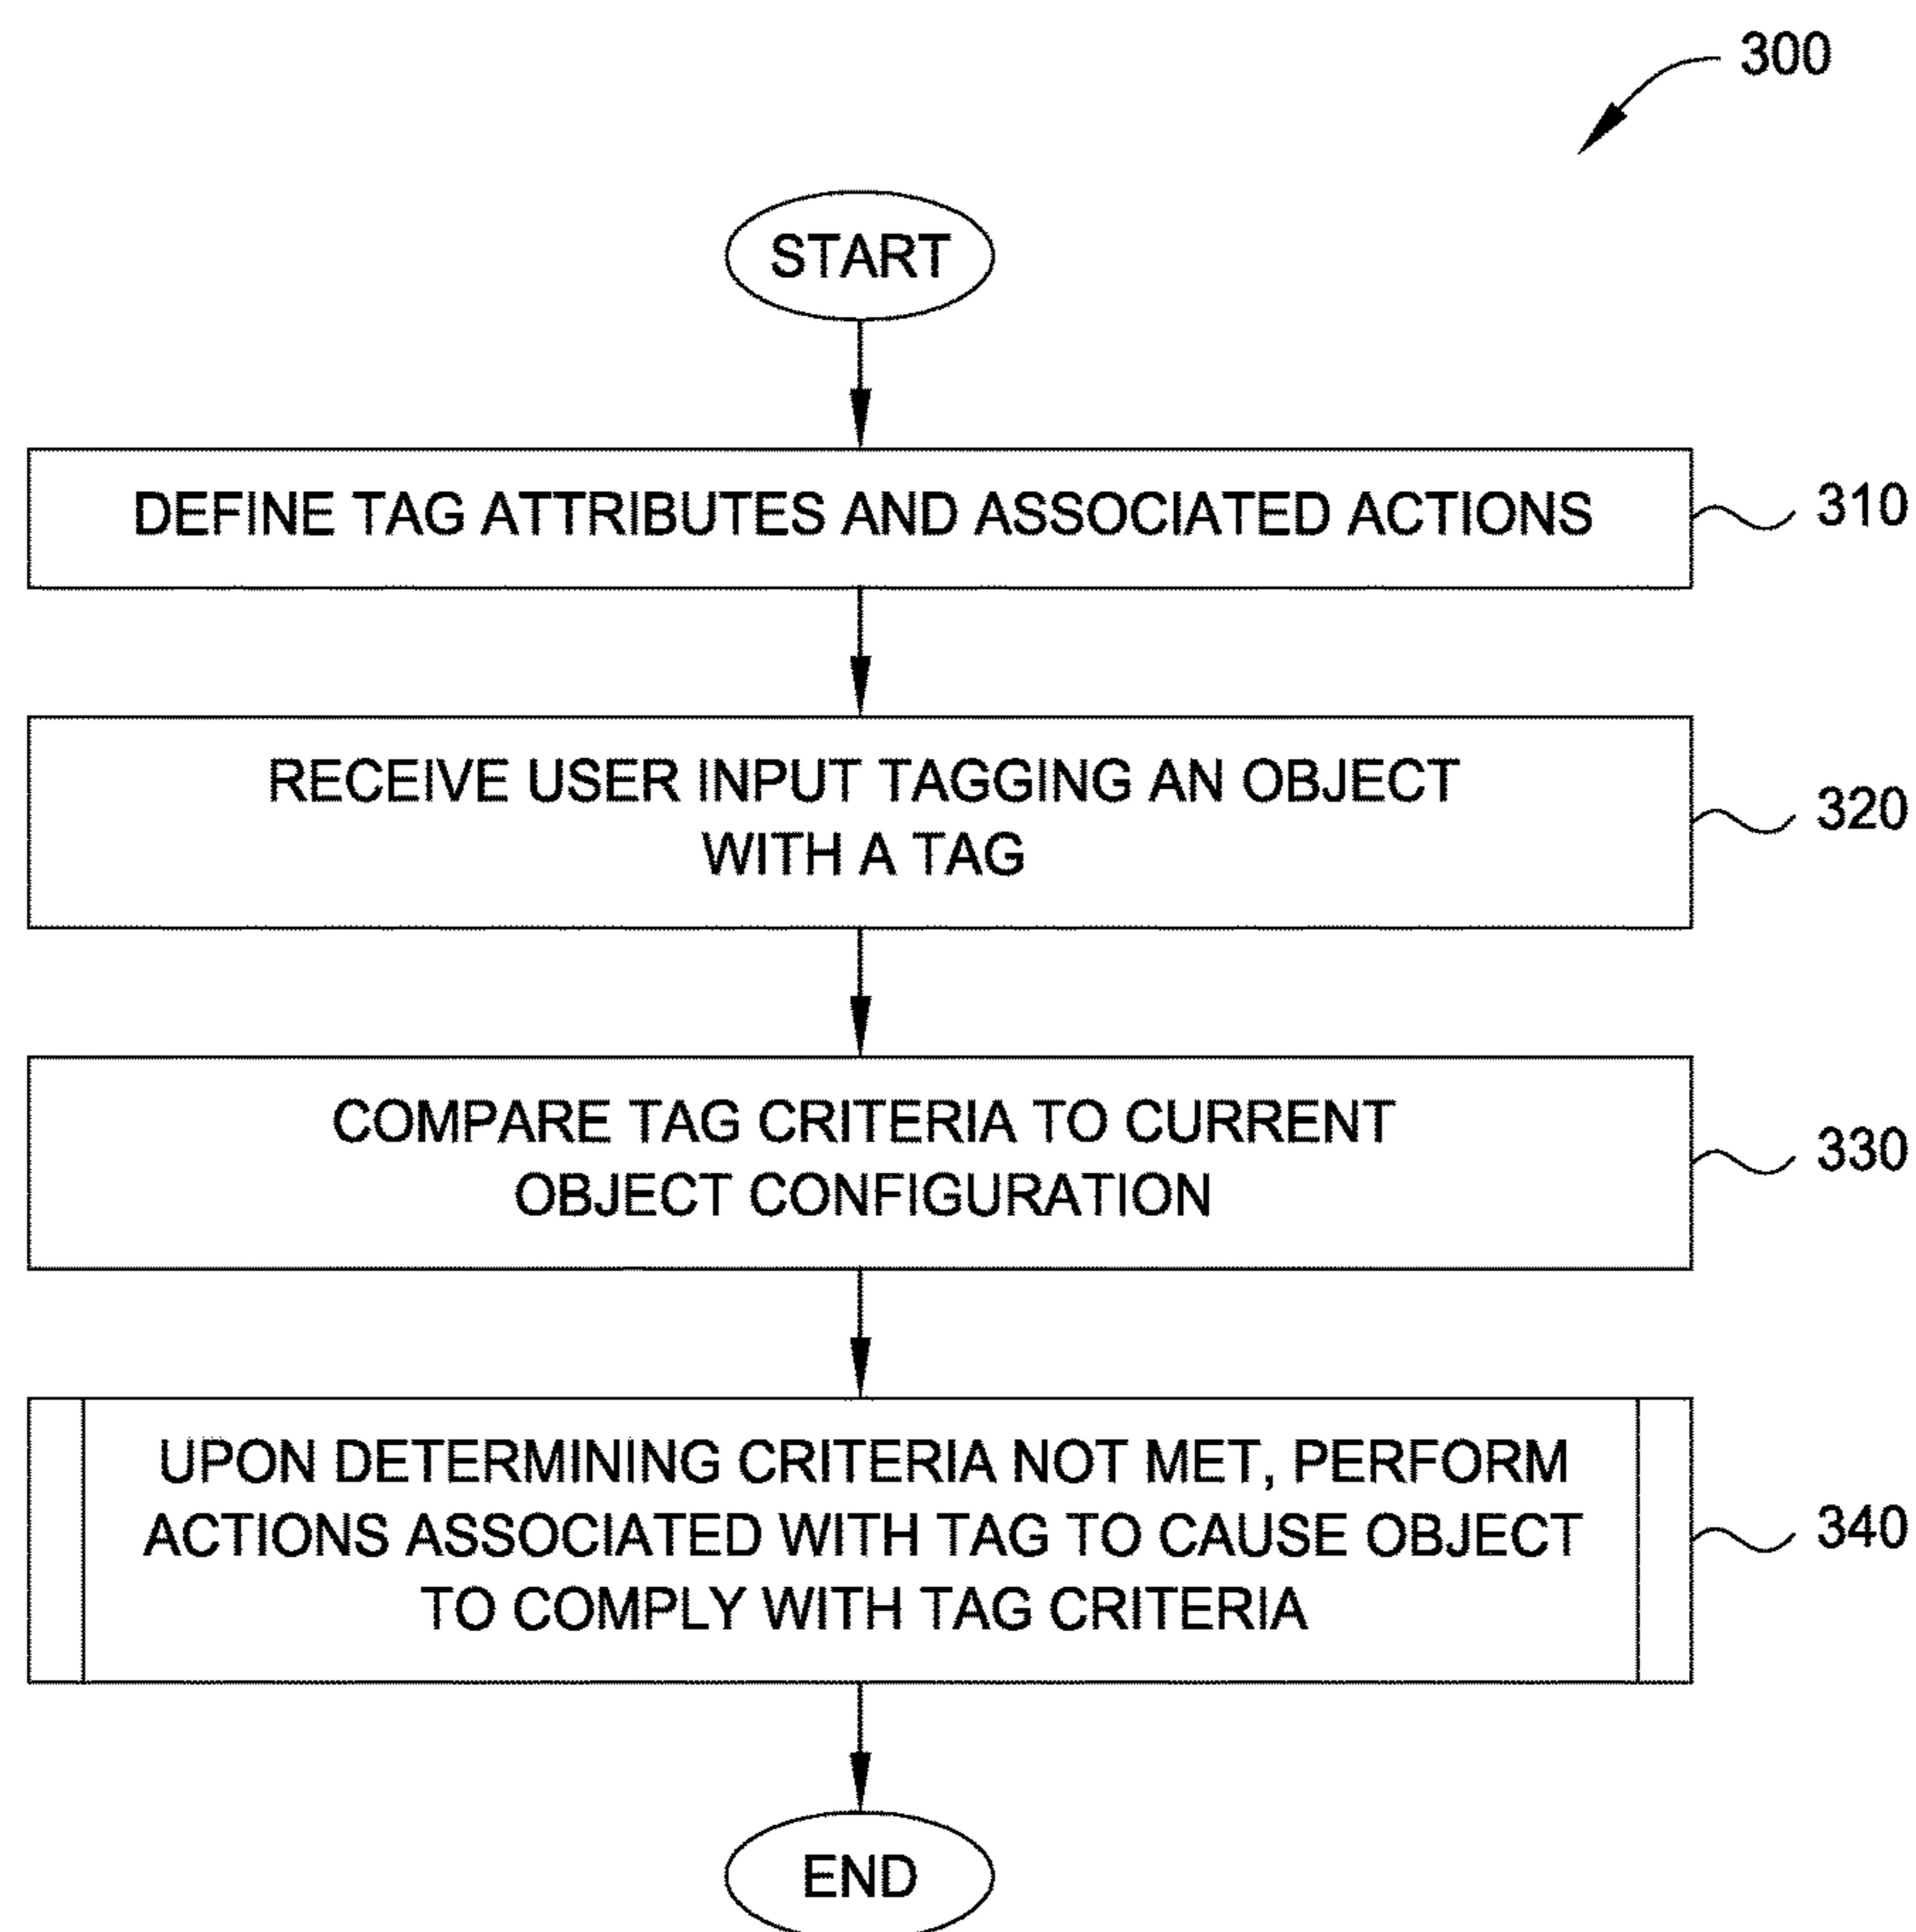 300
START
DEFINE TAG ATTRIBUTES AND ASSOCIATED ACTIONS
310
RECEIVE USER INPUT TAGGING AN OBJECT
WITH A TAG
320
COMPARE TAG CRITERIA TO CURRENT
OBJECT CONFIGURATION
330
UPON DETERMINING CRITERIA NOT MET, PERFORM
ACTIONS ASSOCIATED WITH TAG TO CAUSE OBJECT
TO COMPLY WITH TAG CRITERIA
340
END